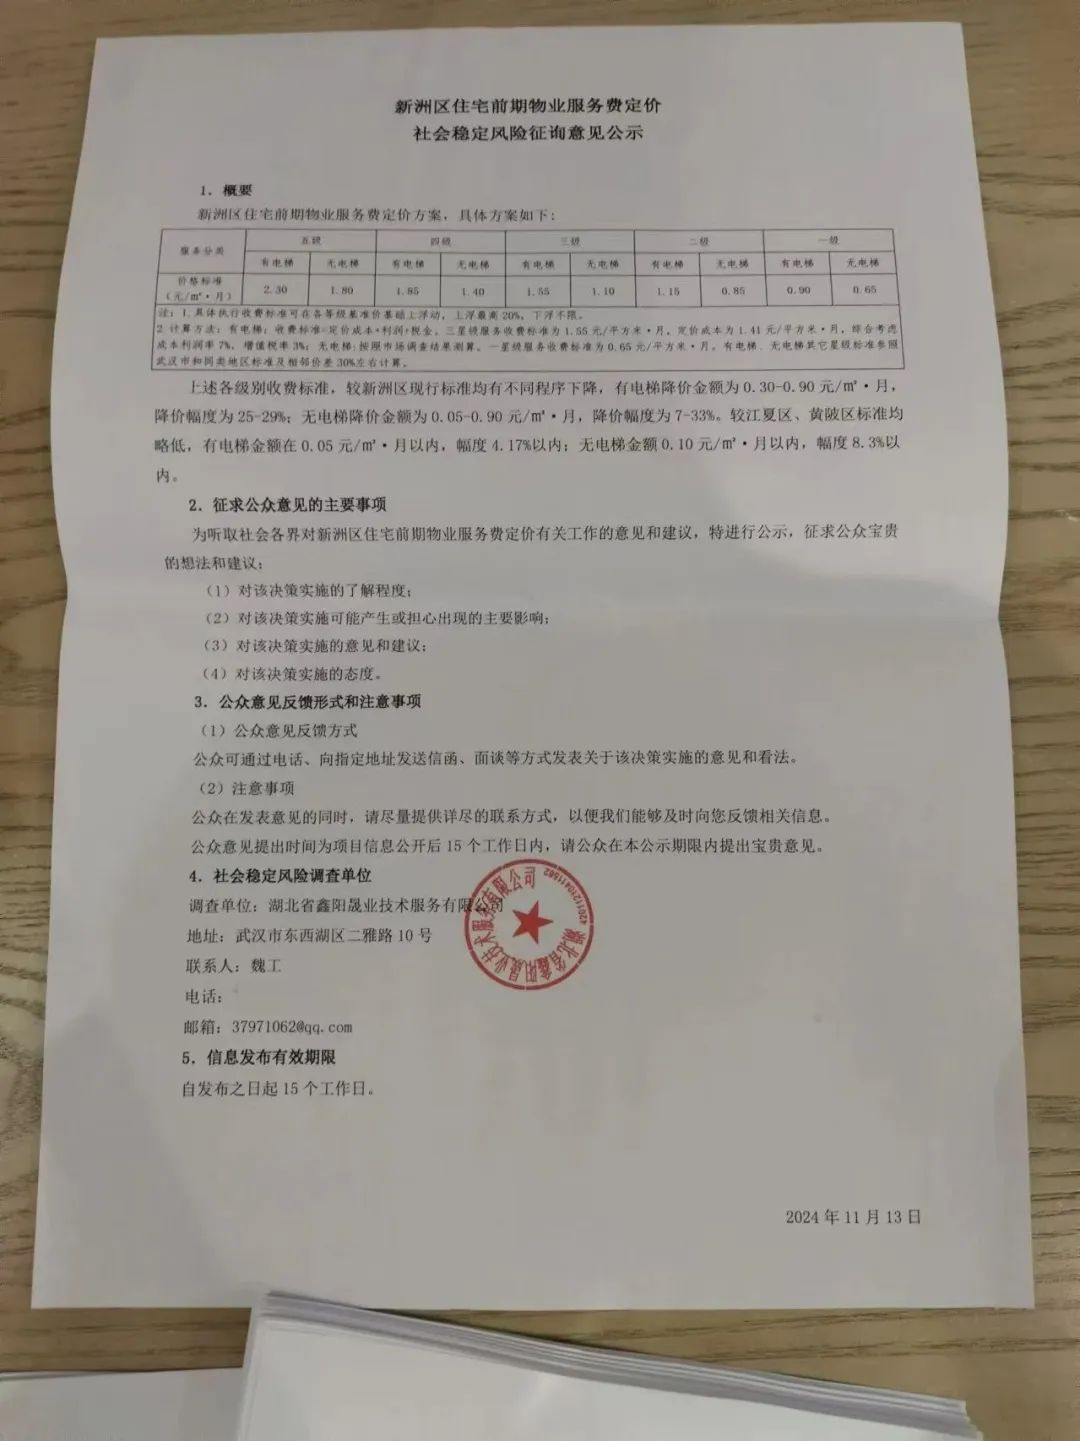 新洲区住宅前期物业服务费定价
社会稳定风险征询意见公示
1. 概要
新洲区住宅前期物业服务费定价方案，具体方案如下：
服务分类 五级 四级 三级 二级 一级
有电梯 无电梯 有电梯 无电梯 有电梯 无电梯 有电梯 无电梯 有电梯 无电梯
价格标准
（元/㎡·月） 2.30 1.80 1.85 1.40 1.55 1.10 1.15 0.85 0.90 0.65
注：1.具体执行收费标准可在各等级基准价基础上浮动，上浮最高20%，下浮不限。
2.计算方法：有电梯：收费标准=定价成本+利润+税金。三星级服务收费标准为1.55元/平方米·月，定价成本为1.41元/平方米·月，综合考虑
成本利润率7%，增值税率3%；无电梯:按照市场调查结果测算。一星级服务收费标准为0.65元/平方米·月。有电梯、无电梯其它星级标准参照
武汉市和同类地区标准及相邻价差30%左右计算。
上述各级别收费标准，较新洲区现行标准均有不同程序下降，有电梯降价金额为0.30-0.90元/㎡·月，
降价幅度为25-29%；无电梯降价金额为0.05-0.90元/㎡·月，降价幅度为7-33%。较江夏区、黄陂区标准均
略低，有电梯金额在0.05元/㎡·月以内，幅度4.17%以内；无电梯金额0.10元/㎡·月以内，幅度8.3%以
内。
2. 征求公众意见的主要事项
为听取社会各界对新洲区住宅前期物业服务费定价有关工作的意见和建议，特进行公示，征求公众宝贵
的想法和建议：
（1）对该决策实施的了解程度；
（2）对该决策实施可能产生或担心出现的主要影响；
（3）对该决策实施的意见和建议；
（4）对该决策实施的态度。
3. 公众意见反馈形式和注意事项
（1）公众意见反馈方式
公众可通过电话、向指定地址发送信函、面谈等方式发表关于该决策实施的意见和看法。
（2）注意事项
公众在发表意见的同时，请尽量提供详尽的联系方式，以便我们能够及时向您反馈相关信息。
公众意见提出时间为项目信息公开后15个工作日内，请公众在本公示期限内提出宝贵意见。
4. 社会稳定风险调查单位
调查单位：湖北省鑫阳晟业技术服务有限公司
地址：武汉市东西湖区二雅路10号
联系人：魏工
电话：
邮箱：37971062@qq.com
5. 信息发布有效期限
自发布之日起15个工作日。
湖北省鑫阳晟业技术服务有限公司
2024年11月13日